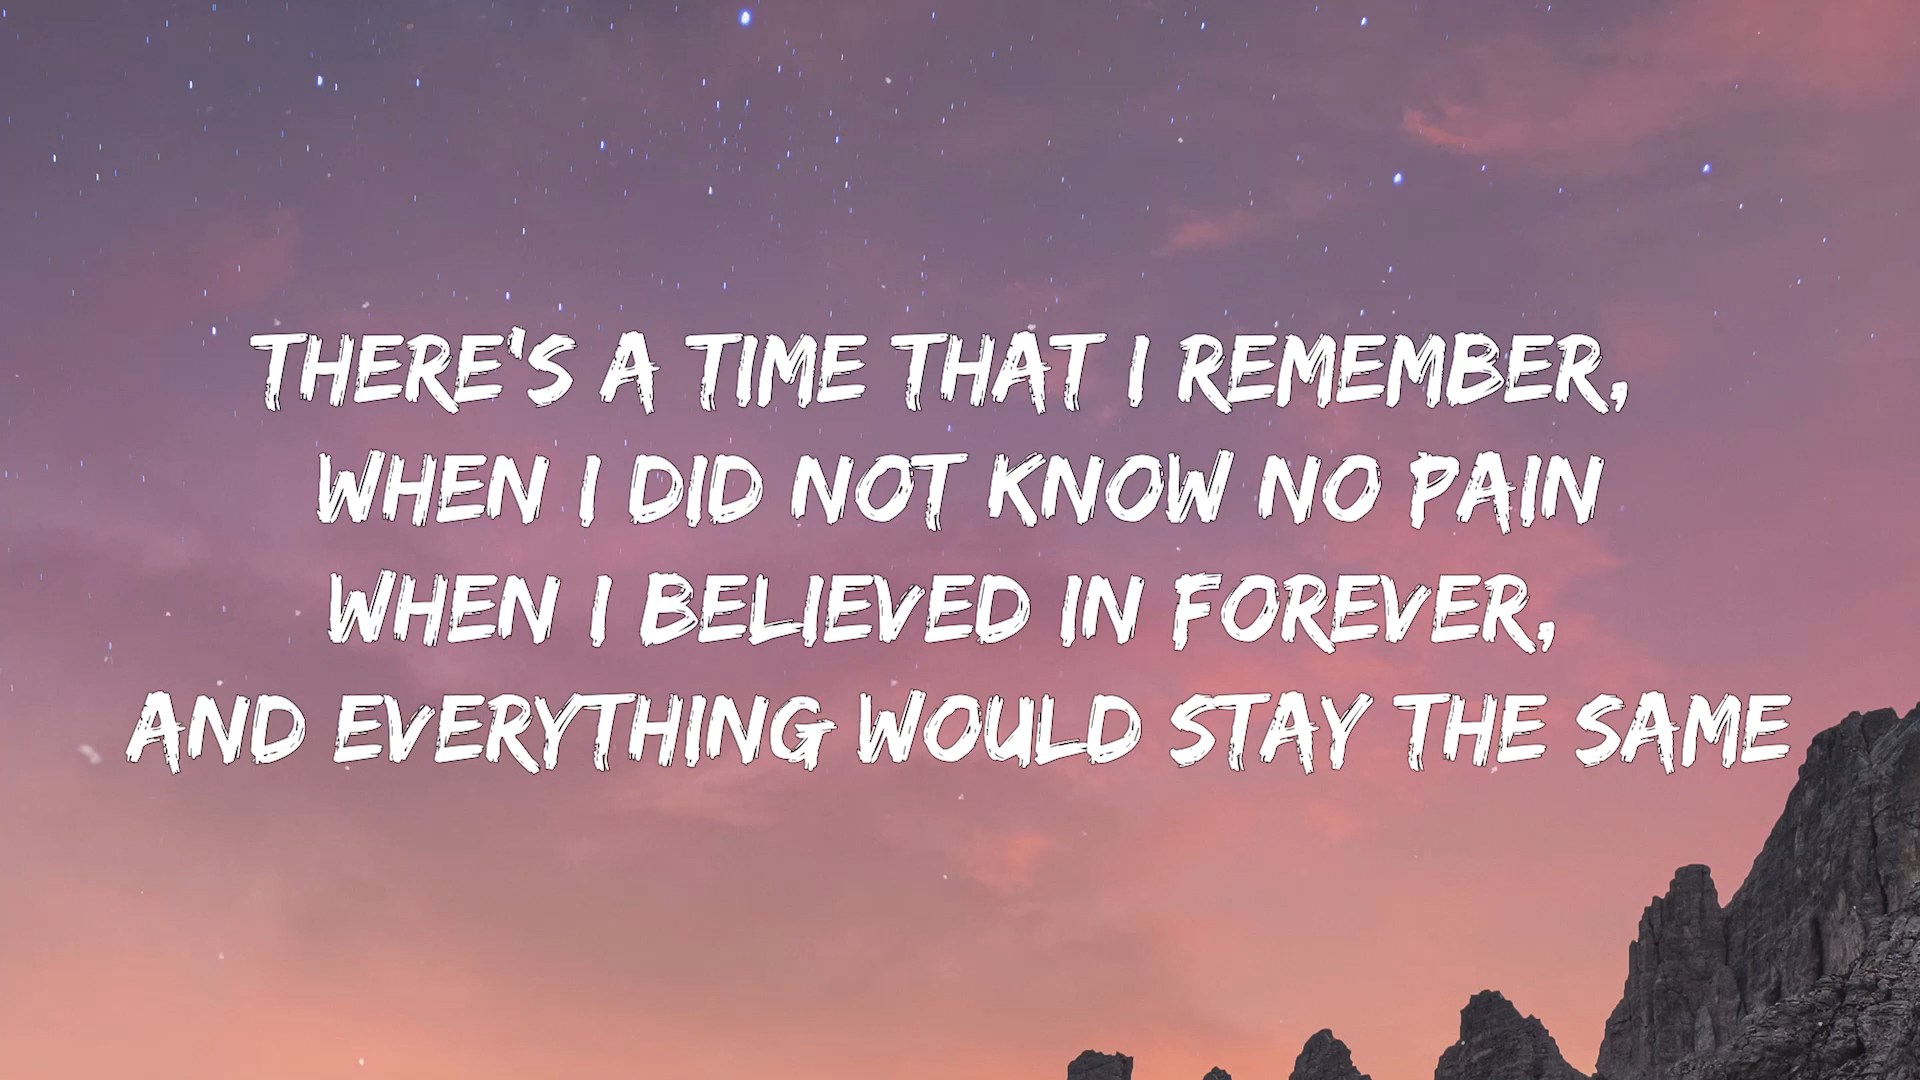 THERE'S A TIME THAT I REMEMBER,
WHEN I DID NOT KNOW NO PAIN
WHEN I BELIEVED IN FOREVER,
AND EVERYTHING WOULD STAY THE SAME